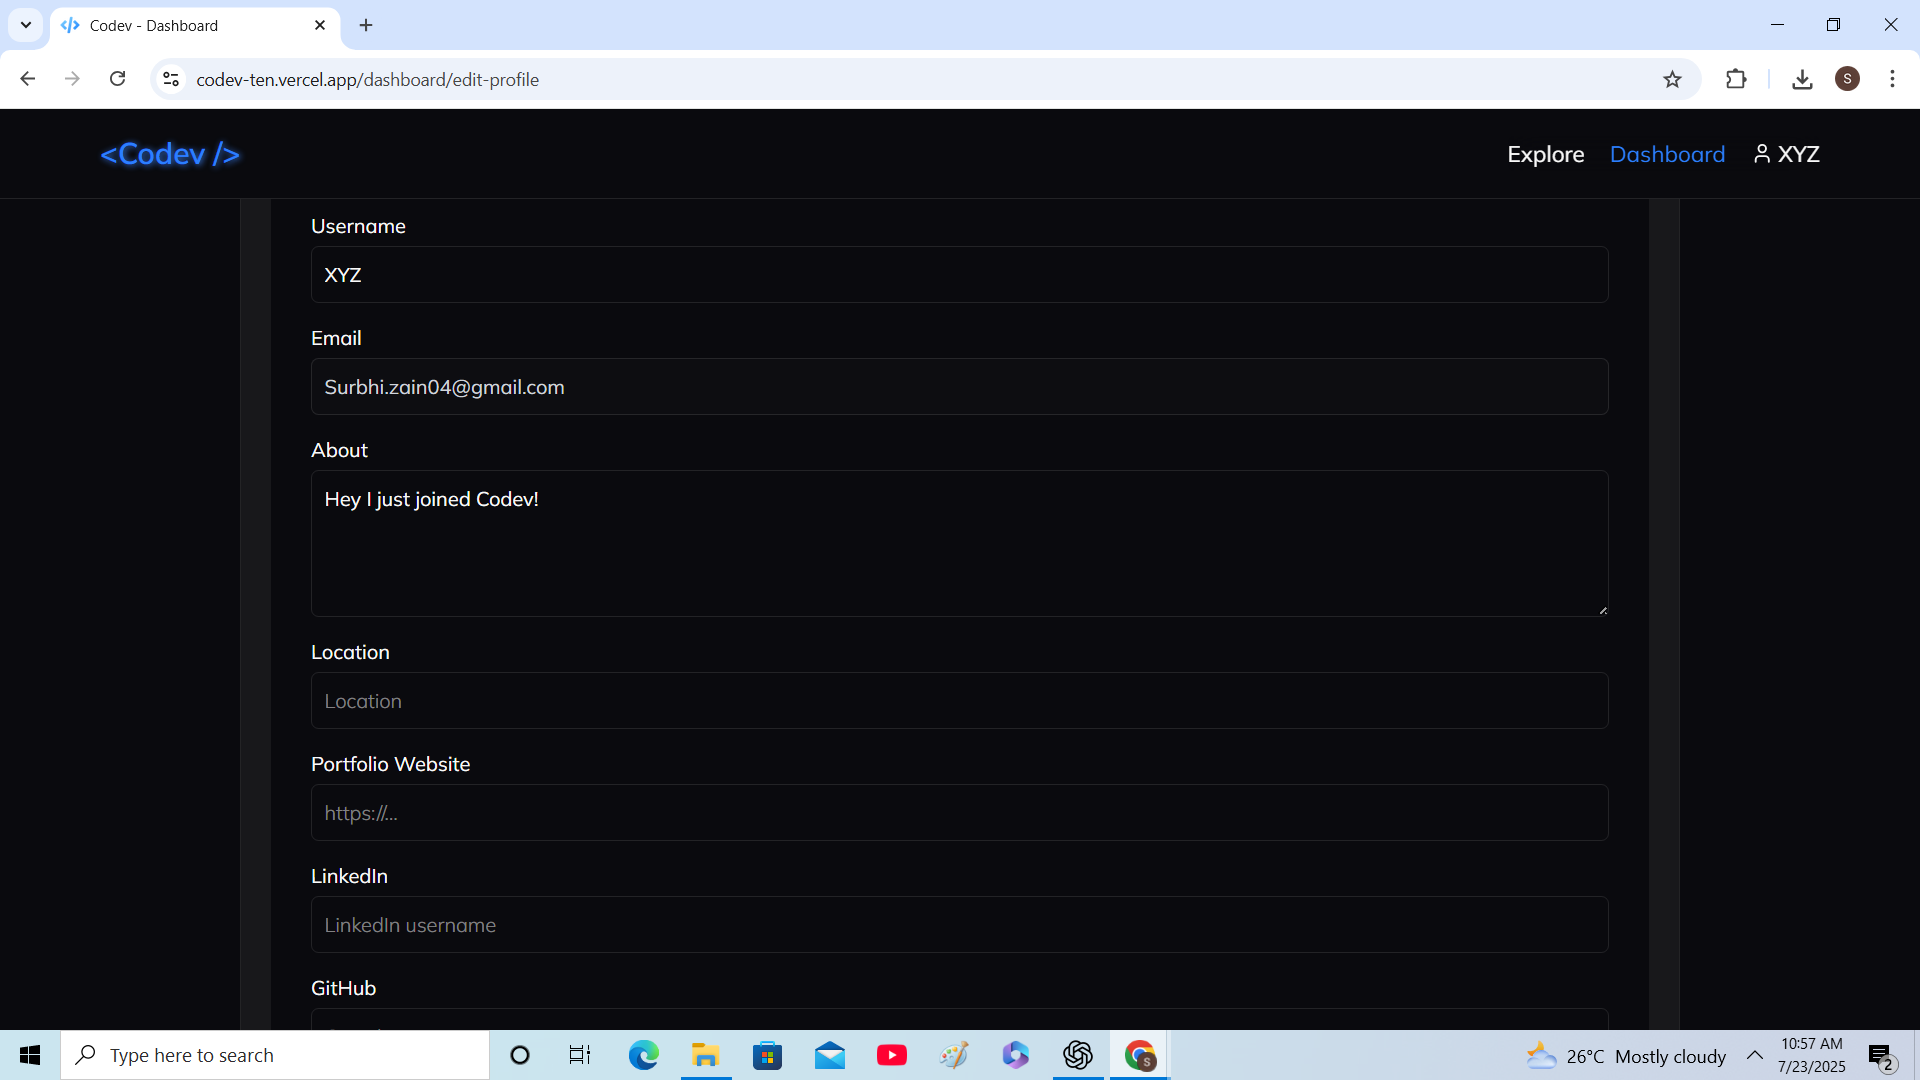 Codev - Dashboard
codev-ten.vercel.app/dashboard/edit-profile
S
<Codev />
Explore
Dashboard
XYZ
Username
XYZ
Email
Surbhi.zain04@gmail.com
About
Hey I just joined Codev!
Location
Location
Portfolio Website
https://...
LinkedIn
LinkedIn username
GitHub
Type here to search
S
26°C Mostly cloudy
10:57 AM
7/23/2025
2